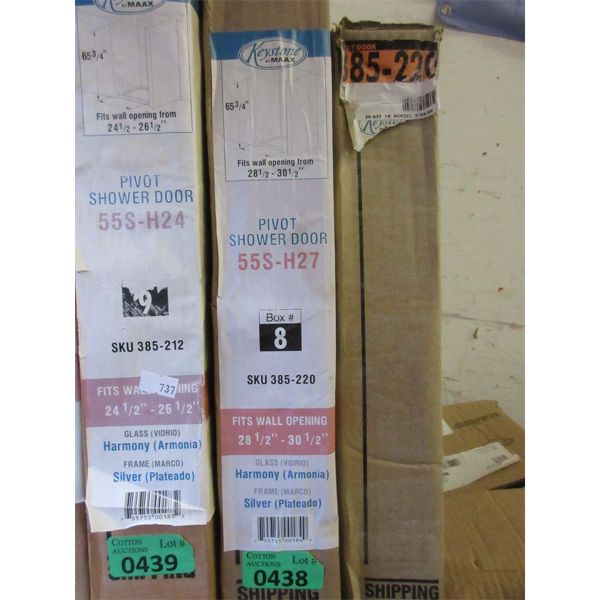 Keystone
BY MAAX
65 3/4"
Fits wall opening from
24 1/2 - 26 1/2"
PIVOT
SHOWER DOOR
55S-H24
9
SKU 385-212
737
FITS WALL OPENING
24 1/2" - 26 1/2"
GLASS (VIDRIO)
Harmony (Armonia)
FRAME (MARCO)
Silver (Plateado)
COTTON
AUCTIONS
Lot #
0439
SHIPPING
Keystone
BY MAAX
65 3/4"
Fits wall opening from
28 1/2 - 30 1/2"
PIVOT
SHOWER DOOR
55S-H27
Box #
8
SKU 385-220
FITS WALL OPENING
28 1/2" - 30 1/2"
GLASS (VIDRIO)
Harmony (Armonia)
FRAME (MARCO)
Silver (Plateado)
COTTON
AUCTIONS
Lot #
0438
DOOR
385-220
Keystone
SHIPPING